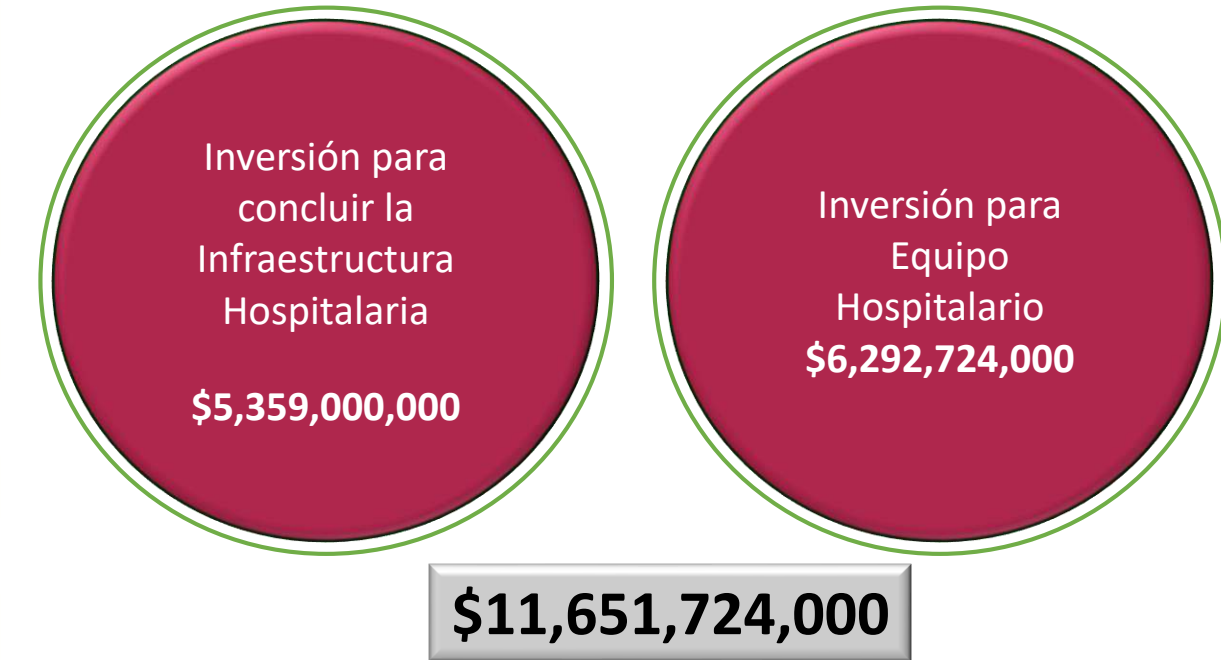 Inversión para
concluir la
Infraestructura
Hospitalaria
$5,359,000,000
Inversión para
Equipo
Hospitalario
$6,292,724,000
$11,651,724,000